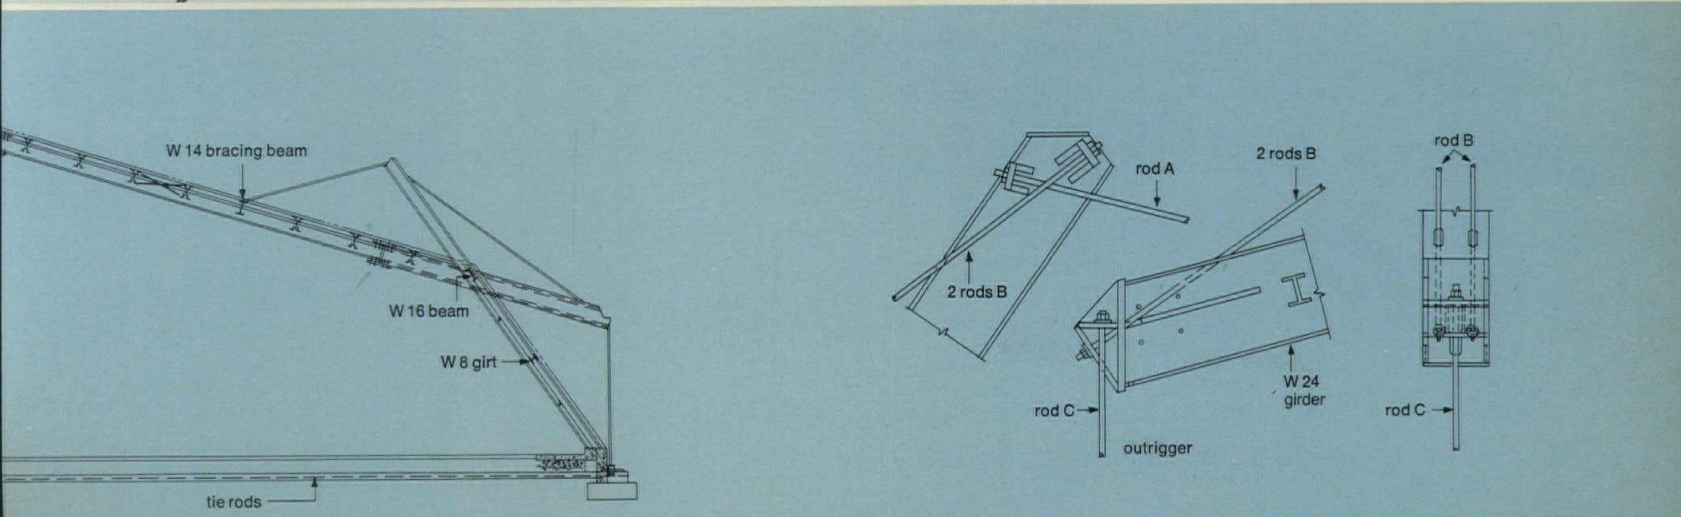 W 14 bracing beam
W 16 beam
W 8 girt
tie rods
rod A
2 rods B
2 rods B
rod C
W 24
girder
outrigger
rod B
rod C